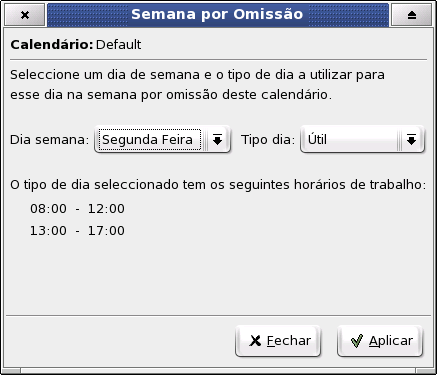 Semana por Omissão
Calendário: Default
Seleccione um dia de semana e o tipo de dia a utilizar para
esse dia na semana por omissão deste calendário.
Dia semana: Segunda Feira Tipo dia: Útil
O tipo de dia seleccionado tem os seguintes horários de trabalho:
08:00 - 12:00
13:00 - 17:00
Fechar Aplicar